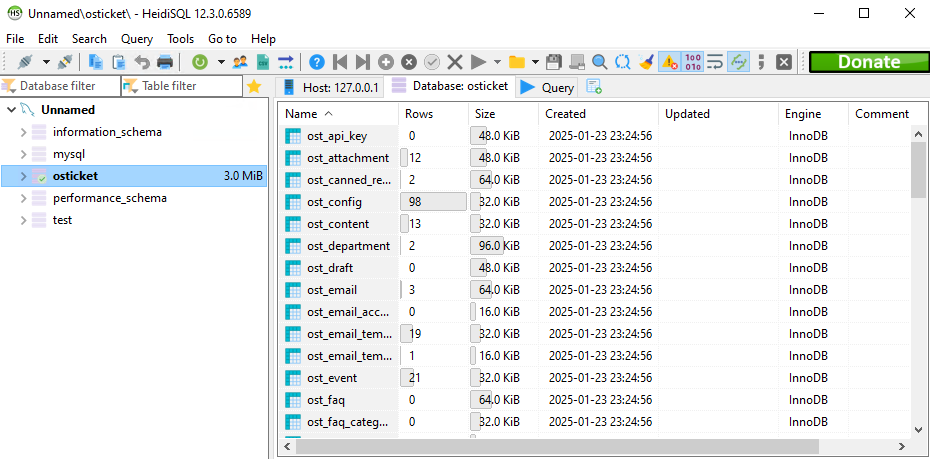 Unnamed\osticket\ - HeidiSQL 12.3.0.6589
File Edit Search Query Tools Go to Help
Donate
Database filter Table filter Host: 127.0.0.1 Database: osticket Query
Unnamed
information_schema
mysql
osticket 3.0 MiB
performance_schema
test
Name Rows Size Created Updated Engine Comment
ost_api_key 0 48.0 KiB 2025-01-23 23:24:56 InnoDB
ost_attachment 12 48.0 KiB 2025-01-23 23:24:56 InnoDB
ost_canned_re... 2 64.0 KiB 2025-01-23 23:24:56 InnoDB
ost_config 98 32.0 KiB 2025-01-23 23:24:56 InnoDB
ost_content 13 32.0 KiB 2025-01-23 23:24:56 InnoDB
ost_department 2 96.0 KiB 2025-01-23 23:24:56 InnoDB
ost_draft 0 48.0 KiB 2025-01-23 23:24:56 InnoDB
ost_email 3 64.0 KiB 2025-01-23 23:24:56 InnoDB
ost_email_acc... 0 16.0 KiB 2025-01-23 23:24:56 InnoDB
ost_email_tem... 19 32.0 KiB 2025-01-23 23:24:56 InnoDB
ost_email_tem... 1 16.0 KiB 2025-01-23 23:24:56 InnoDB
ost_event 21 32.0 KiB 2025-01-23 23:24:56 InnoDB
ost_faq 0 64.0 KiB 2025-01-23 23:24:56 InnoDB
ost_faq_categ... 0 32.0 KiB 2025-01-23 23:24:56 InnoDB